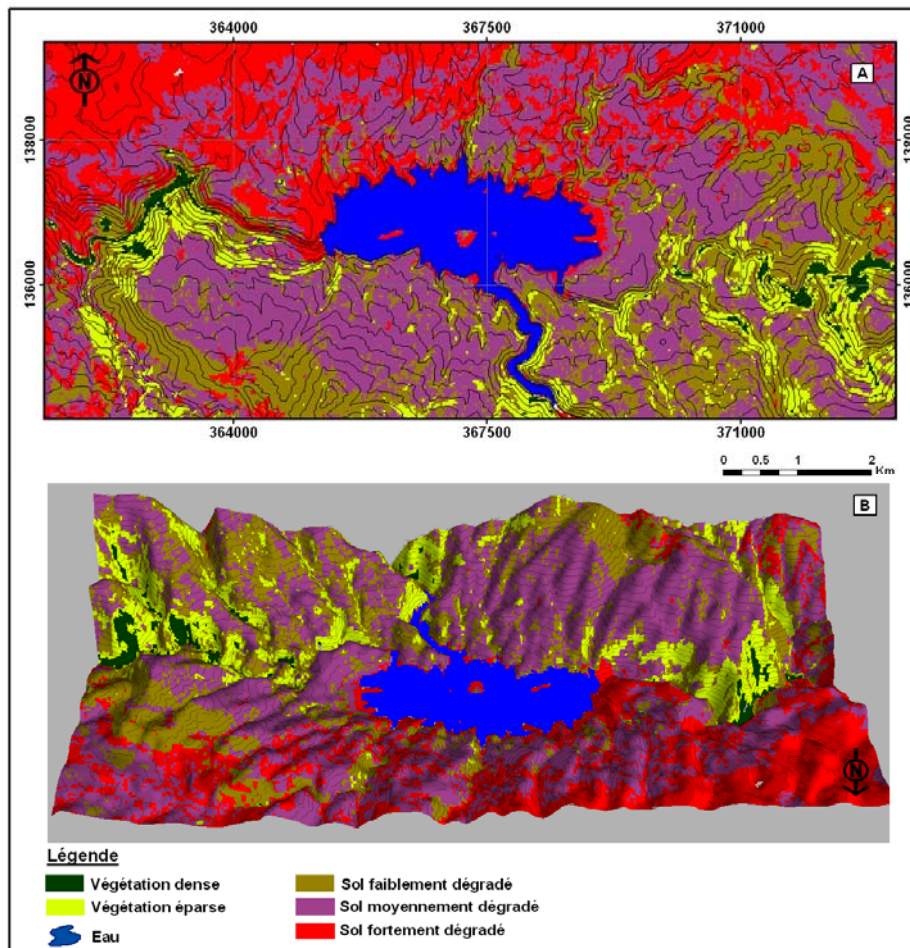 364000 367500 371000
N
A
138000 138000
136000 136000
364000 367500 371000
0 0.5 1 2
Km
B
N
Légende
Végétation dense
Végétation éparse
Eau
Sol faiblement dégradé
Sol moyennement dégradé
Sol fortement dégradé